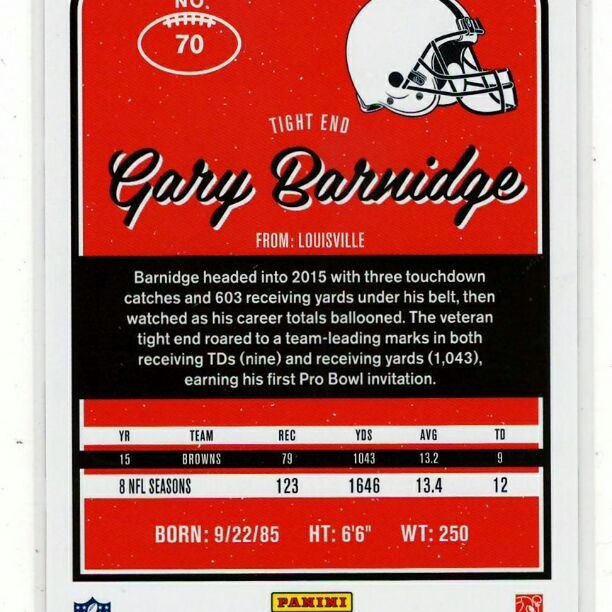 NO.
70
TIGHT END
Gary Barnidge
FROM: LOUISVILLE
Barnidge headed into 2015 with three touchdown
catches and 603 receiving yards under his belt, then
watched as his career totals ballooned. The veteran
tight end roared to a team-leading marks in both
receiving TDs (nine) and receiving yards (1,043),
earning his first Pro Bowl invitation.
YR TEAM REC YDS AVG TD
15 BROWNS 79 1043 13.2 9
8 NFL SEASONS 123 1646 13.4 12
BORN: 9/22/85 HT: 6'6" WT: 250
NFL PANINI